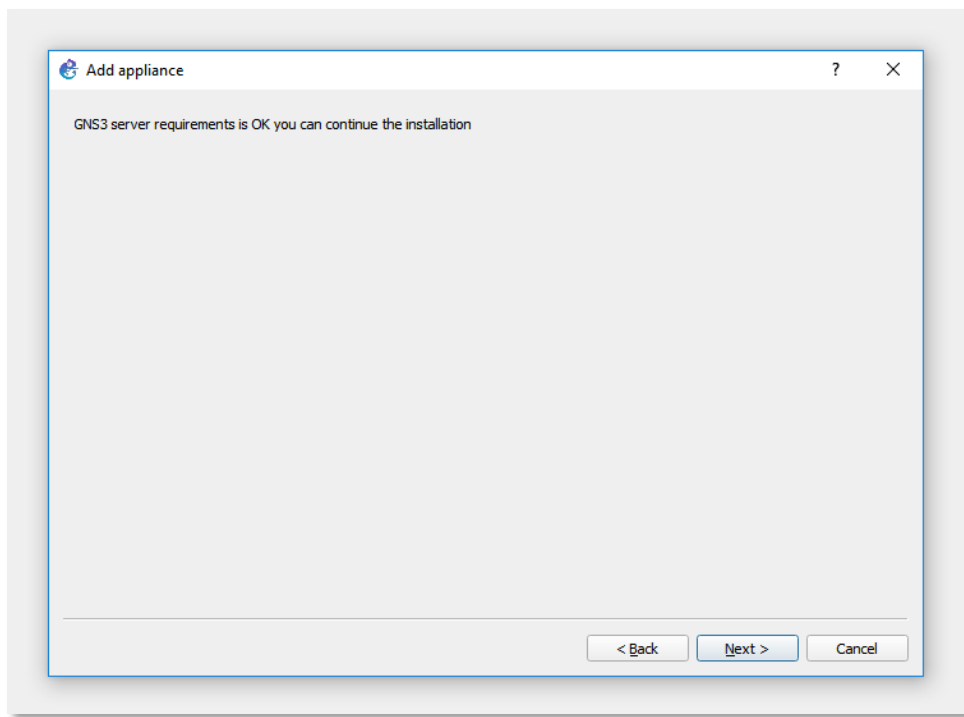 Add appliance
GNS3 server requirements is OK you can continue the installation
< Back
Next >
Cancel